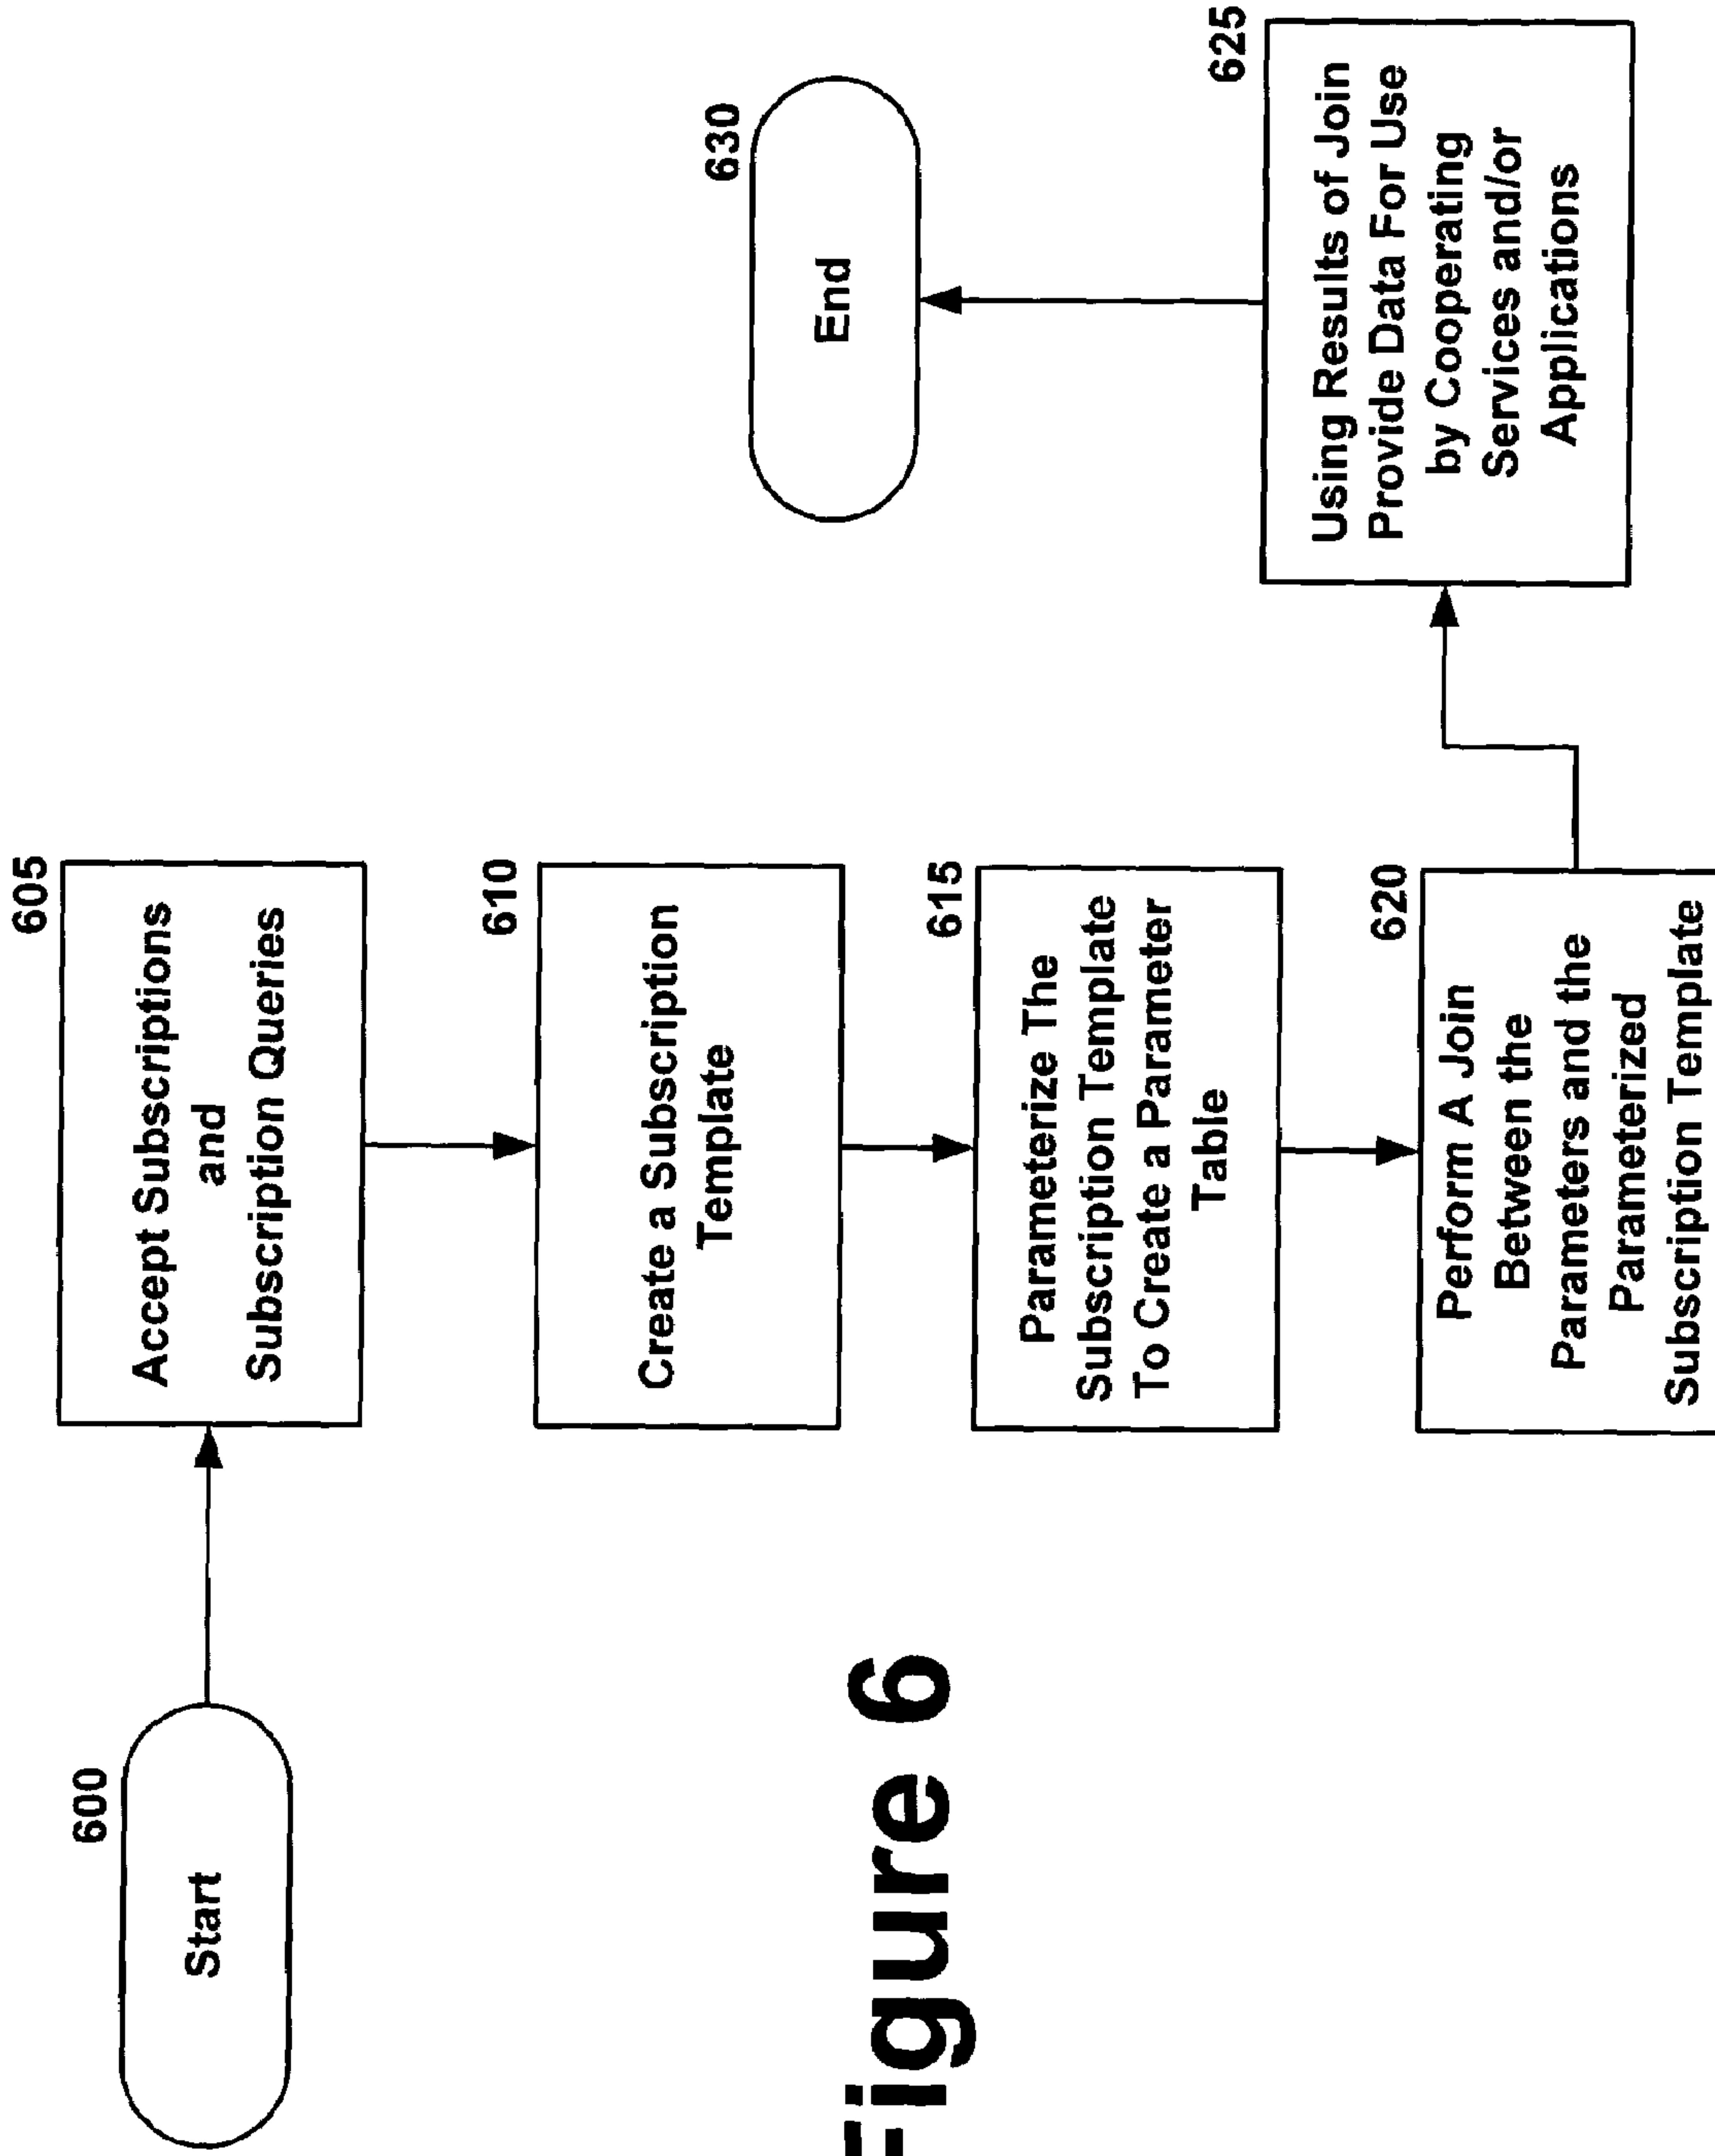 600
Start
605
Accept Subscriptions
and
Subscription Queries
610
Create a Subscription
Template
615
Parameterize The
Subscription Template
To Create a Parameter
Table
620
Perform A Join
Between the
Parameters and the
Parameterized
Subscription Template
625
Using Results of Join
Provide Data For Use
by Cooperating
Services and/or
Applications
630
End
Figure 6